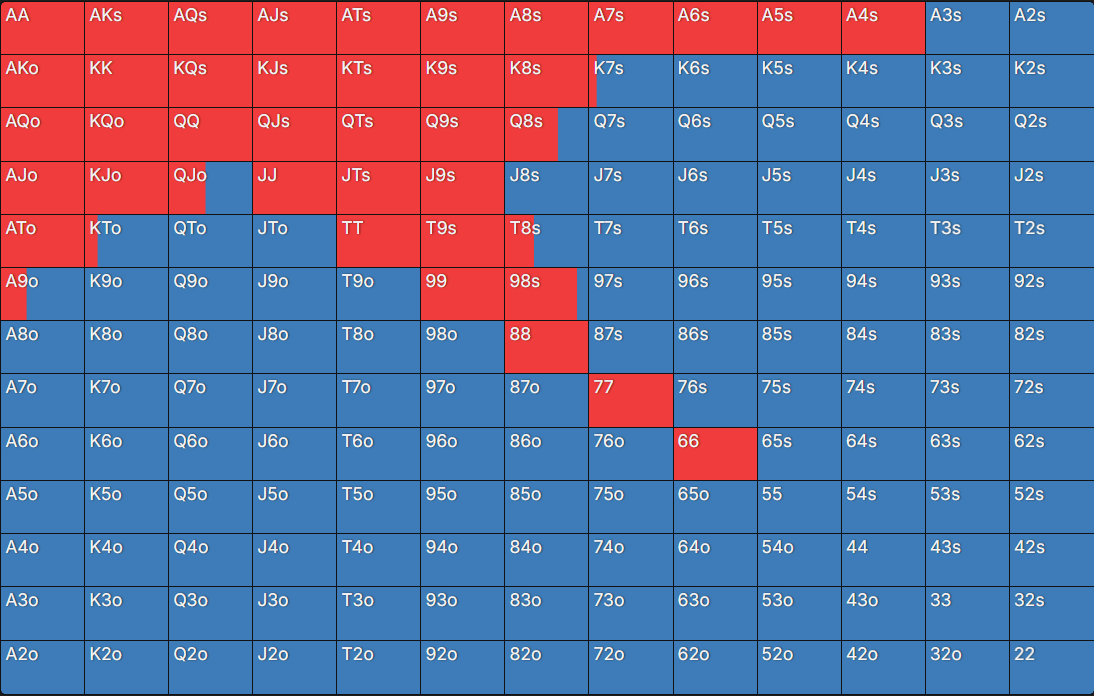 AA AKs AQs AJs ATs A9s A8s A7s A6s A5s A4s A3s A2s
AKo KK KQs KJs KTs K9s K8s K7s K6s K5s K4s K3s K2s
AQo KQo QQ QJs QTs Q9s Q8s Q7s Q6s Q5s Q4s Q3s Q2s
AJo KJo QJo JJ JTs J9s J8s J7s J6s J5s J4s J3s J2s
ATo KTo QTo JTo TT T9s T8s T7s T6s T5s T4s T3s T2s
A9o K9o Q9o J9o T9o 99 98s 97s 96s 95s 94s 93s 92s
A8o K8o Q8o J8o T8o 98o 88 87s 86s 85s 84s 83s 82s
A7o K7o Q7o J7o T7o 97o 87o 77 76s 75s 74s 73s 72s
A6o K6o Q6o J6o T6o 96o 86o 76o 66 65s 64s 63s 62s
A5o K5o Q5o J5o T5o 95o 85o 75o 65o 55 54s 53s 52s
A4o K4o Q4o J4o T4o 94o 84o 74o 64o 54o 44 43s 42s
A3o K3o Q3o J3o T3o 93o 83o 73o 63o 53o 43o 33 32s
A2o K2o Q2o J2o T2o 92o 82o 72o 62o 52o 42o 32o 22